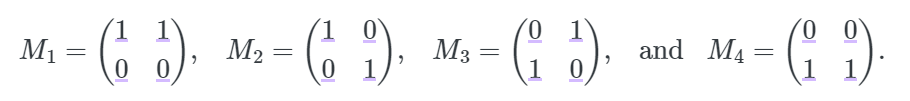 M₁ = (1 1 0 0), M₂ = (1 0 0 1), M₃ = (0 1 1 0), and M₄ = (0 0 1 1).